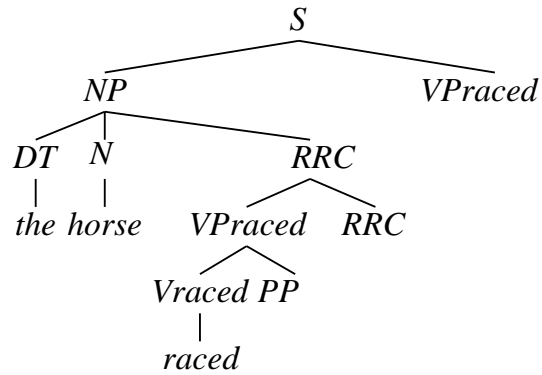 S
NP VPraced
DT N RRC
the horse VPraced RRC
Vraced PP
raced